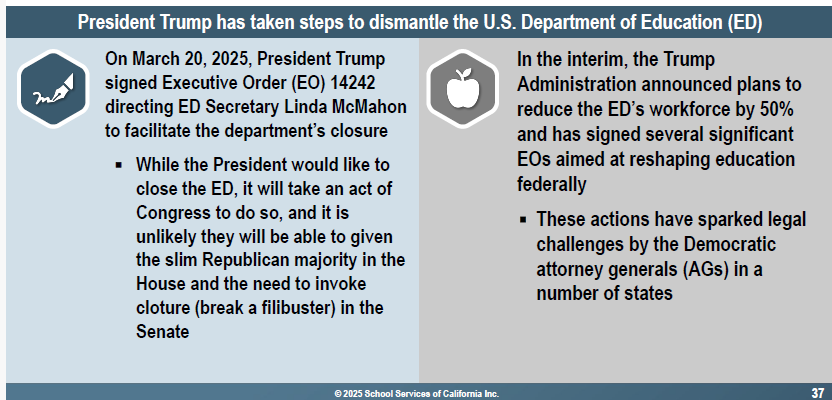 President Trump has taken steps to dismantle the U.S. Department of Education (ED)
On March 20, 2025, President Trump
signed Executive Order (EO) 14242
directing ED Secretary Linda McMahon
to facilitate the department's closure
▪ While the President would like to
close the ED, it will take an act of
Congress to do so, and it is
unlikely they will be able to given
the slim Republican majority in the
House and the need to invoke
cloture (break a filibuster) in the
Senate
In the interim, the Trump
Administration announced plans to
reduce the ED's workforce by 50%
and has signed several significant
EOs aimed at reshaping education
federally
▪ These actions have sparked legal
challenges by the Democratic
attorney generals (AGs) in a
number of states
© 2025 School Services of California Inc.
37